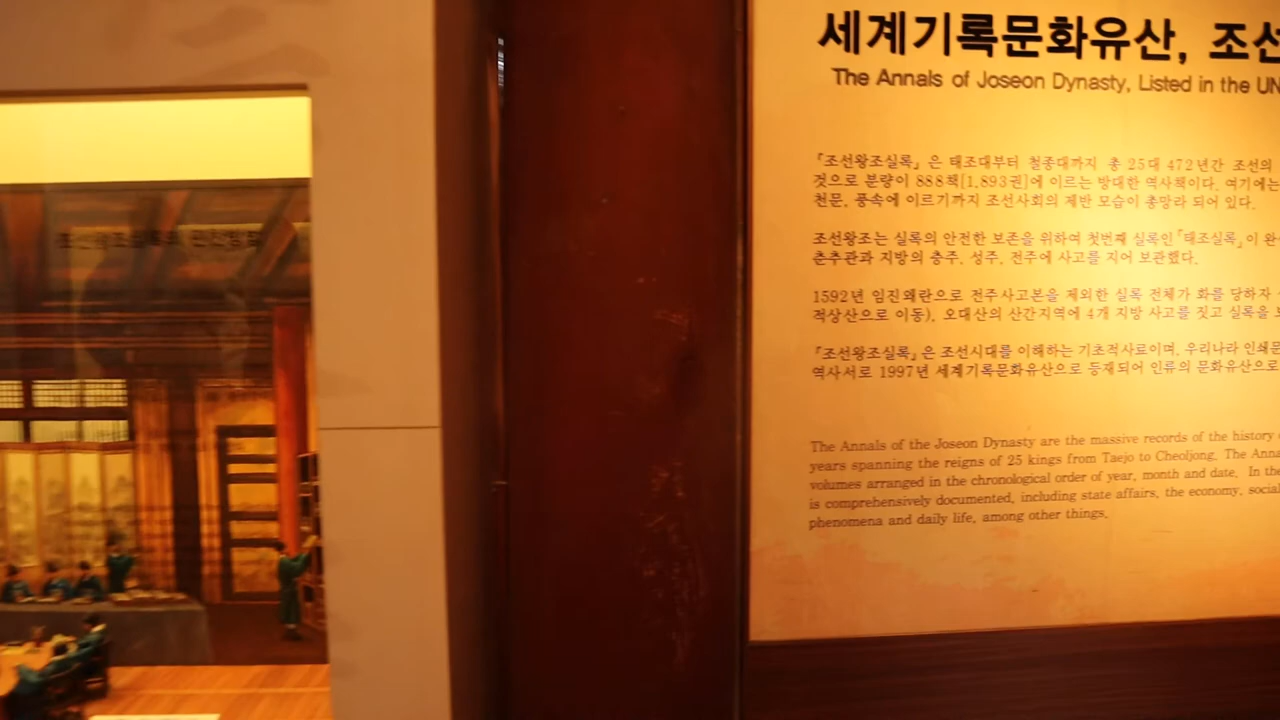 세계기록문화유산, 조선
The Annals of Joseon Dynasty, Listed in the UN
『조선왕조실록』은 태조대부터 철종대까지 총 25대 472년간 조선의
것으로 분량이 888책[1,893권]에 이르는 방대한 역사책이다. 여기에는
천문, 풍속에 이르기까지 조선사회의 제반 모습이 총망라 되어 있다.
조선왕조는 실록의 안전한 보존을 위하여 첫번째 실록인「태조실록」이 완
춘추관과 지방의 충주, 성주, 전주에 사고를 지어 보관했다.
1592년 임진왜란으로 전주사고본을 제외한 실록 전체가 화를 당하자
적상산으로 이동), 오대산의 산간지역에 4개 지방 사고를 짓고 실록을
『조선왕조실록』은 조선시대를 이해하는 기초적사료이며, 우리나라 인쇄문
역사서로 1997년 세계기록문화유산으로 등재되어 인류의 문화유산으로
The Annals of the Joseon Dynasty are the massive records of the history
years spanning the reigns of 25 kings from Taejo to Cheoljong. The Anna
volumes arranged in the chronological order of year, month and date. In the
is comprehensively documented, including state affairs, the economy, social
phenomena and daily life, among other things.